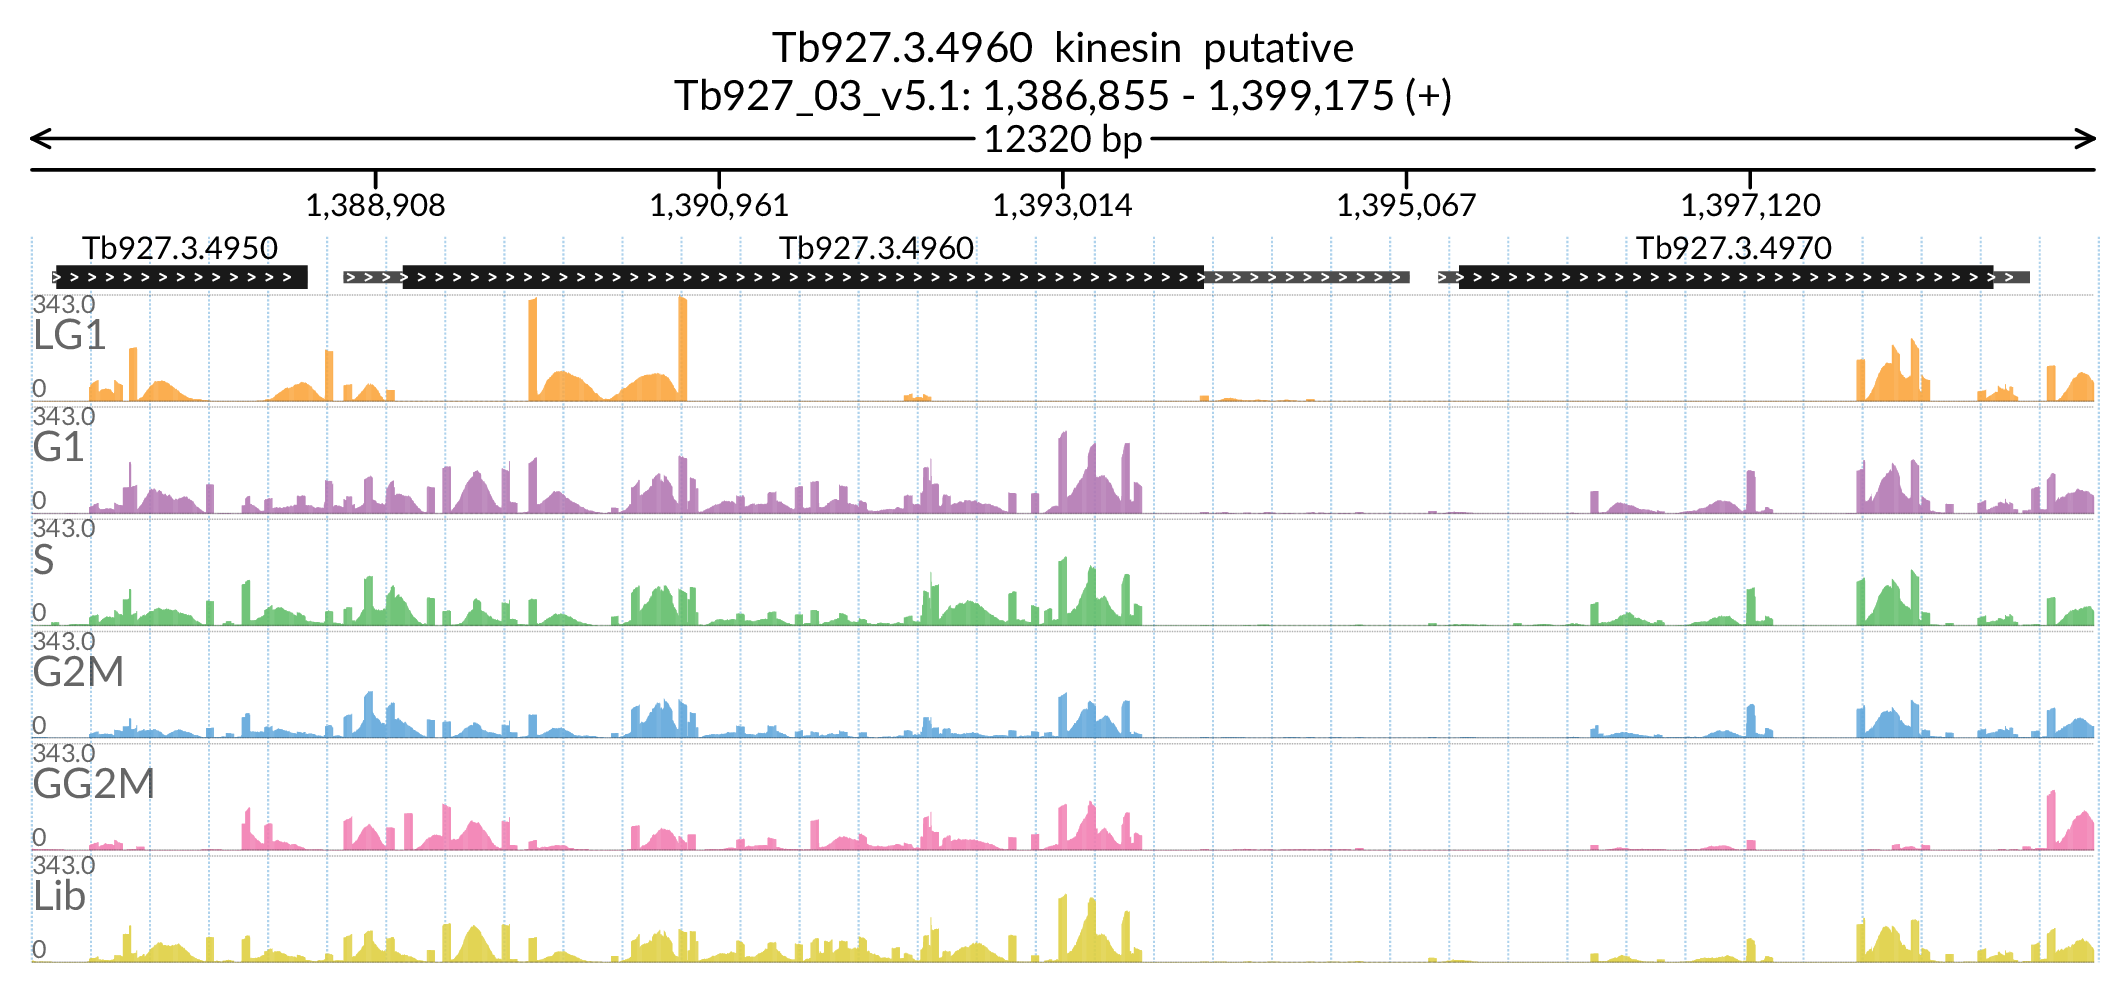 Tb927.3.4960 kinesin putative
Tb927_03_v5.1: 1,386,855 - 1,399,175 (+)
12320 bp
1,388,908 1,390,961 1,393,014 1,395,067 1,397,120
Tb927.3.4950 Tb927.3.4960 Tb927.3.4970
343.0
LG1
0
343.0
G1
0
343.0
S
0
343.0
G2M
0
343.0
GG2M
0
343.0
Lib
0